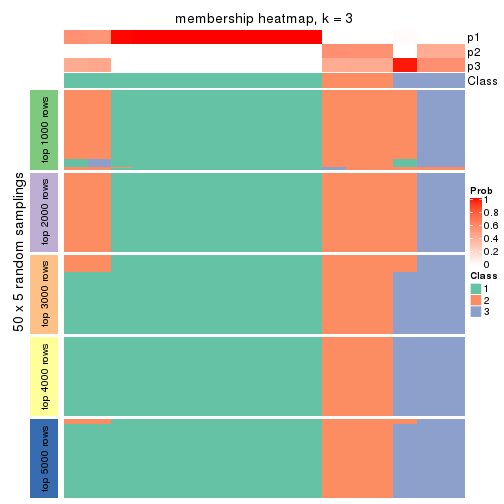 membership heatmap, k = 3
p1
p2
p3
Class
50 x 5 random samplings
top 1000 rows
top 2000 rows
top 3000 rows
top 4000 rows
top 5000 rows
Prob
1
0.8
0.6
0.4
0.2
0
Class
1
2
3